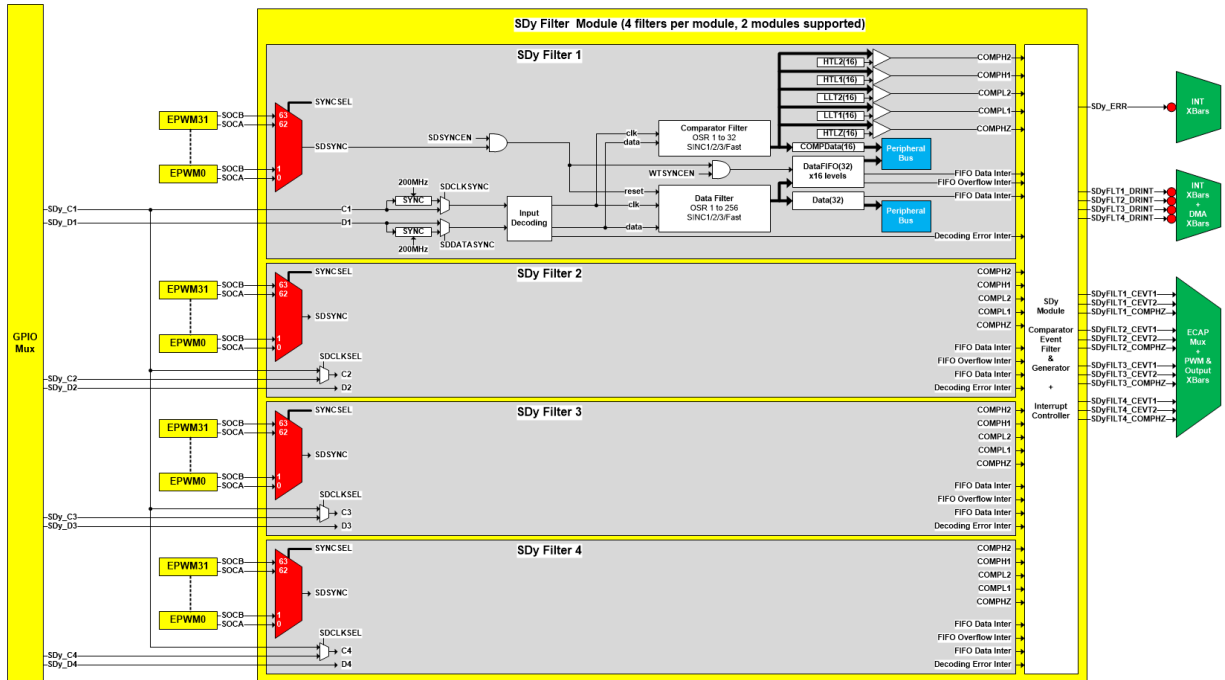 SDy Filter Module (4 filters per module, 2 modules supported)
GPIO
Mux
SDy Filter 1
EPWM31
EPWM0
SOCB
SOCA
SOCB
SOCA
63
62
1
0
SYNCSEL
SDSYNC
SDSYNCEN
WTSYNCEN
SDy_C1
SDy_D1
C1
D1
200MHz
SYNC
SDCLKSYNC
SYNC
200MHz
SDDATASYNC
Input
Decoding
clk
data
reset
clk
data
Comparator Filter
OSR 1 to 32
SINC1/2/3/Fast
Data Filter
OSR 1 to 256
SINC1/2/3/Fast
HTL2(16)
HTL1(16)
LLT2(16)
LLT1(16)
HTLZ(16)
COMPData(16)
DataFIFO(32)
x16 levels
Data(32)
Peripheral
Bus
Peripheral
Bus
COMPH2
COMPH1
COMPL2
COMPL1
COMPHZ
FIFO Data Inter
FIFO Overflow Inter
FIFO Data Inter
Decoding Error Inter
SDy Filter 2
EPWM31
EPWM0
SOCB
SOCA
SOCB
SOCA
63
62
1
0
SYNCSEL
SDSYNC
SDCLKSEL
SDy_C2
SDy_D2
C2
D2
COMPH2
COMPH1
COMPL2
COMPL1
COMPHZ
FIFO Data Inter
FIFO Overflow Inter
FIFO Data Inter
Decoding Error Inter
SDy Filter 3
EPWM31
EPWM0
SOCB
SOCA
SOCB
SOCA
63
62
1
0
SYNCSEL
SDSYNC
SDCLKSEL
SDy_C3
SDy_D3
C3
D3
COMPH2
COMPH1
COMPL2
COMPL1
COMPHZ
FIFO Data Inter
FIFO Overflow Inter
FIFO Data Inter
Decoding Error Inter
SDy Filter 4
EPWM31
EPWM0
SOCB
SOCA
SOCB
SOCA
63
62
1
0
SYNCSEL
SDSYNC
SDCLKSEL
SDy_C4
SDy_D4
C4
D4
COMPH2
COMPH1
COMPL2
COMPL1
COMPHZ
FIFO Data Inter
FIFO Overflow Inter
FIFO Data Inter
Decoding Error Inter
SDy
Module
Comparator
Event
Filter
&
Generator
+
Interrupt
Controller
SDy_ERR
INT
XBars
SDyFLT1_DRINT
SDyFLT2_DRINT
SDyFLT3_DRINT
SDyFLT4_DRINT
INT
XBars
+
DMA
XBars
SDyFILT1_CEVT1
SDyFILT1_CEVT2
SDyFILT1_COMPHZ
SDyFILT2_CEVT1
SDyFILT2_CEVT2
SDyFILT2_COMPHZ
SDyFILT3_CEVT1
SDyFILT3_CEVT2
SDyFILT3_COMPHZ
SDyFILT4_CEVT1
SDyFILT4_CEVT2
SDyFILT4_COMPHZ
ECAP
Mux
+
PWM &
Output
XBars